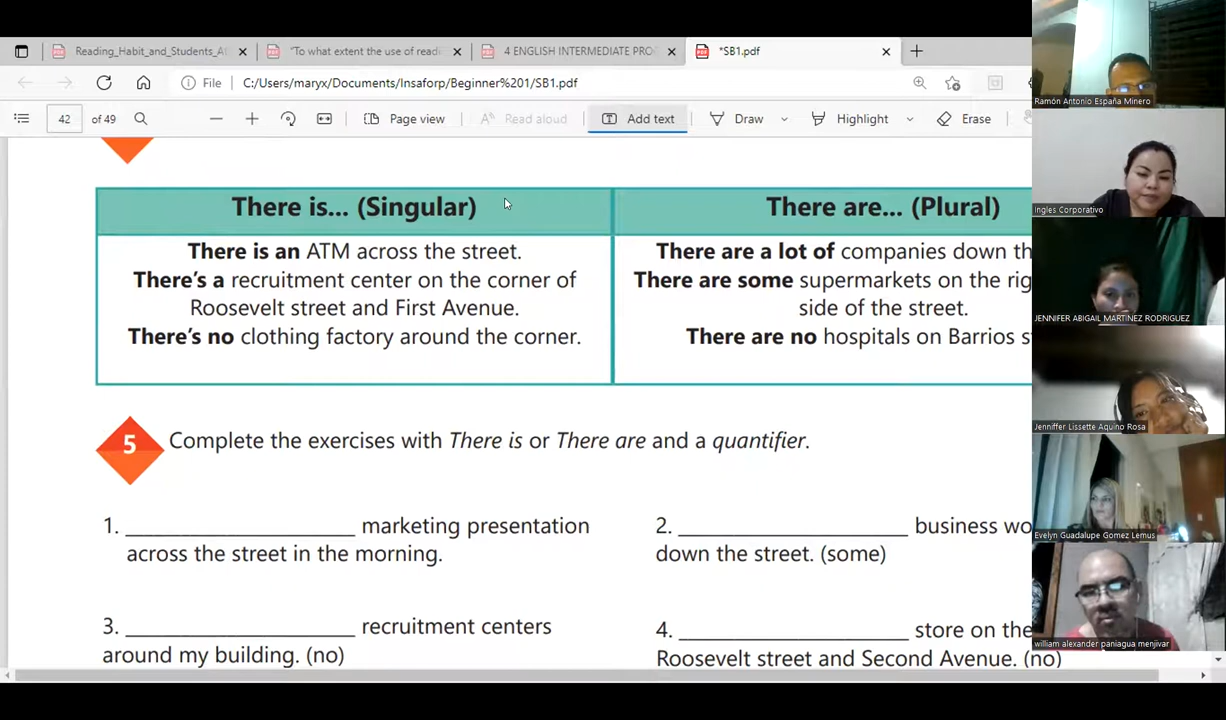 Reading_Habit_and_Students_At
"To what extent the use of readi
4 ENGLISH INTERMEDIATE PRO
*SB1.pdf
File
C:/Users/maryx/Documents/Insaforp/Beginner%201/SB1.pdf
42 of 49
Page view
Read aloud
Add text
Draw
Highlight
Erase
There is... (Singular)
There is an ATM across the street.
There's a recruitment center on the corner of
Roosevelt street and First Avenue.
There's no clothing factory around the corner.
There are... (Plural)
There are a lot of companies down th
There are some supermarkets on the rig
side of the street.
There are no hospitals on Barrios s
5 Complete the exercises with There is or There are and a quantifier.
1. ___________________ marketing presentation
across the street in the morning.
2. ___________________ business wo
down the street. (some)
3. ___________________ recruitment centers
around my building. (no)
4. ___________________ store on the
Roosevelt street and Second Avenue. (no)
Ramón Antonio España Minero
Ingles Corporativo
JENNIFER ABIGAIL MARTINEZ RODRIGUEZ
Jenniffer Lissette Aquino Rosa
Evelyn Guadalupe Gomez Lemus
william alexander paniagua menjivar